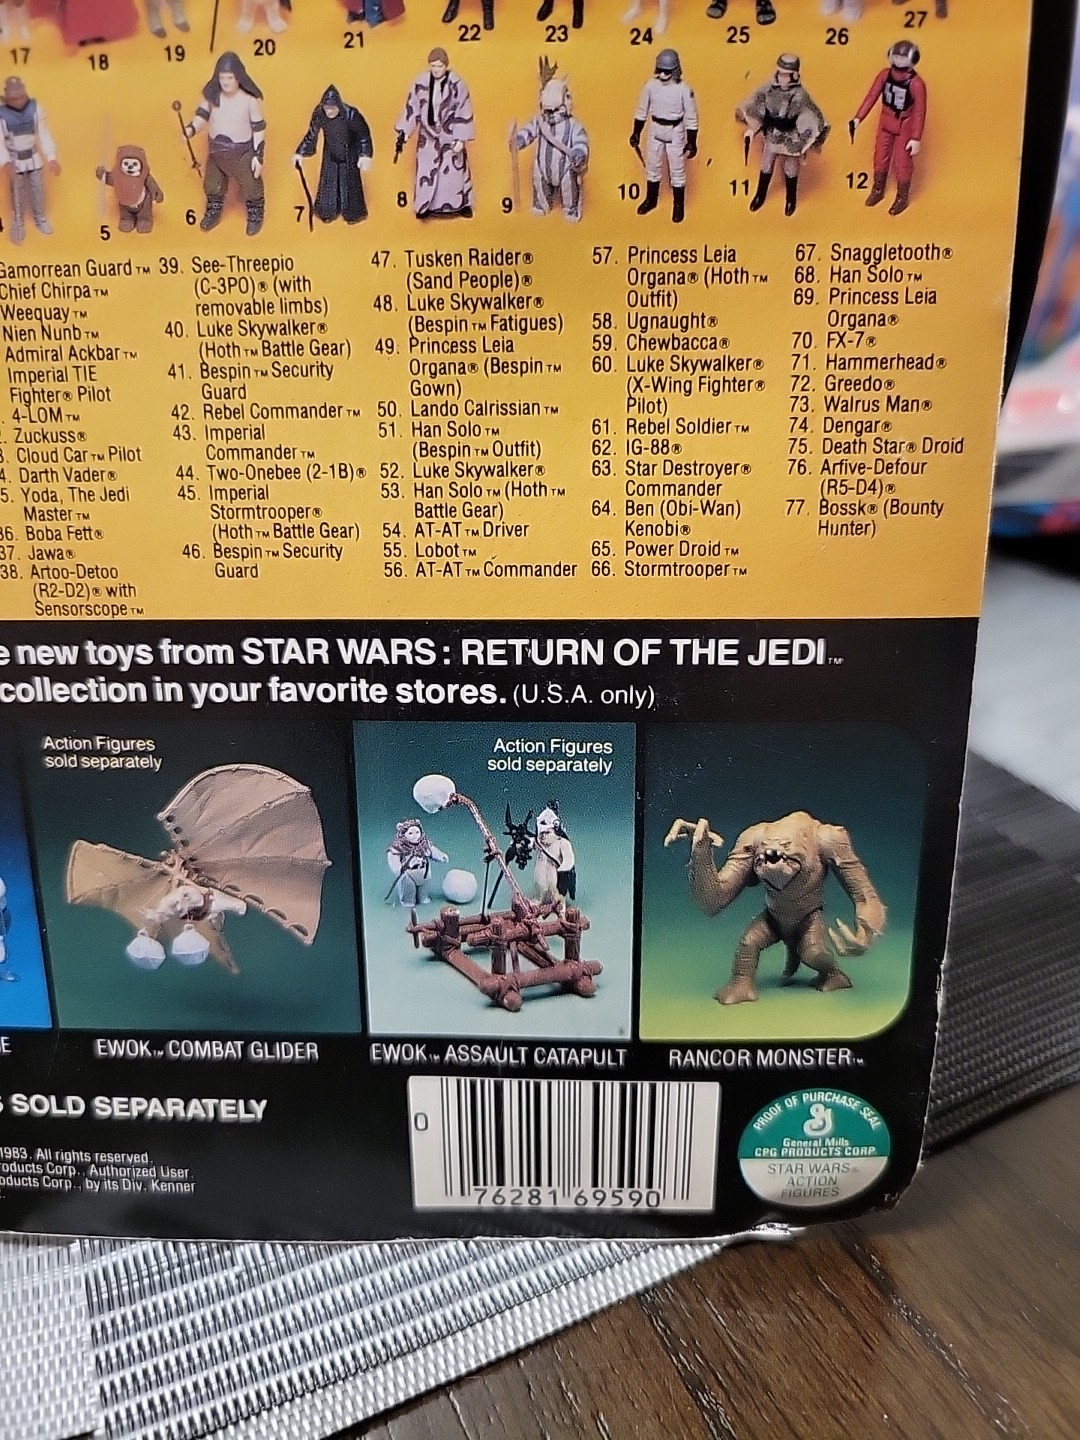 17
18
19
20
21
22
23
24
25
26
27
5
6
7
8
9
10
11
12
Gamorrean Guard™
Chief Chirpa™
Weequay™
Nien Nunb™
Admiral Ackbar™
Imperial TIE
Fighter® Pilot
4-LOM™
Zuckuss®
Cloud Car™ Pilot
4. Darth Vader®
5. Yoda, The Jedi
Master™
36. Boba Fett®
37. Jawa®
38. Artoo-Detoo
(R2-D2)® with
Sensorscope™
39. See-Threepio
(C-3PO)® (with
removable limbs)
40. Luke Skywalker®
(Hoth™ Battle Gear)
41. Bespin™ Security
Guard
42. Rebel Commander™
43. Imperial
Commander™
44. Two-Onebee (2-1B)®
45. Imperial
Stormtrooper®
(Hoth™ Battle Gear)
46. Bespin™ Security
Guard
47. Tusken Raider®
(Sand People)®
48. Luke Skywalker®
(Bespin™ Fatigues)
49. Princess Leia
Organa® (Bespin™
Gown)
50. Lando Calrissian™
51. Han Solo™
(Bespin™ Outfit)
52. Luke Skywalker®
53. Han Solo™ (Hoth™
Battle Gear)
54. AT-AT™ Driver
55. Lobot™
56. AT-AT™ Commander
57. Princess Leia
Organa® (Hoth™
Outfit)
58. Ugnaught®
59. Chewbacca®
60. Luke Skywalker®
(X-Wing Fighter®
Pilot)
61. Rebel Soldier™
62. IG-88®
63. Star Destroyer®
Commander
64. Ben (Obi-Wan)
Kenobi®
65. Power Droid™
66. Stormtrooper™
67. Snaggletooth®
68. Han Solo™
69. Princess Leia
Organa®
70. FX-7®
71. Hammerhead®
72. Greedo®
73. Walrus Man®
74. Dengar®
75. Death Star® Droid
76. Arfive-Defour
(R5-D4)®
77. Bossk® (Bounty
Hunter)
new toys from STAR WARS: RETURN OF THE JEDI™
collection in your favorite stores. (U.S.A. only)
Action Figures
sold separately
Action Figures
sold separately
EWOK™ COMBAT GLIDER
EWOK™ ASSAULT CATAPULT
RANCOR MONSTER™
SOLD SEPARATELY
1983. All rights reserved.
Products Corp., Authorized User.
Products Corp., by its Div. Kenner
0
76281 69590
PROOF OF PURCHASE SEAL
General Mills
CPG PRODUCTS CORP
STAR WARS®
ACTION
FIGURES